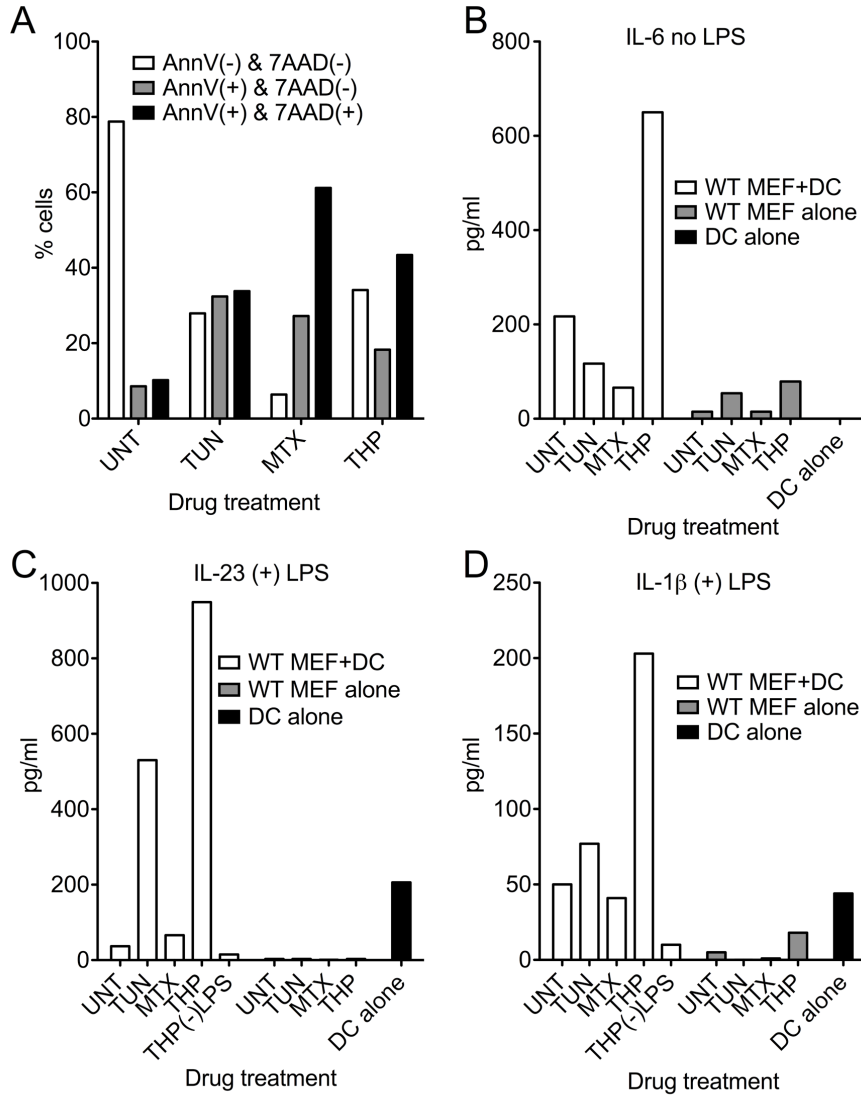 A
100
80
60
40
20
0
% cells
AnnV(-) & 7AAD(-)
AnnV(+) & 7AAD(-)
AnnV(+) & 7AAD(+)
UNT
TUN
MTX
THP
Drug treatment
B
IL-6 no LPS
800
600
400
200
0
pg/ml
WT MEF+DC
WT MEF alone
DC alone
UNT
TUN
MTX
THP
UNT
TUN
MTX
THP
DC alone
Drug treatment
C
IL-23 (+) LPS
1000
800
600
400
200
0
pg/ml
WT MEF+DC
WT MEF alone
DC alone
UNT
TUN
MTX
THP
THP(-)LPS
UNT
TUN
MTX
THP
DC alone
Drug treatment
D
IL-1β (+) LPS
250
200
150
100
50
0
pg/ml
WT MEF+DC
WT MEF alone
DC alone
UNT
TUN
MTX
THP
THP(-)LPS
UNT
TUN
MTX
THP
DC alone
Drug treatment